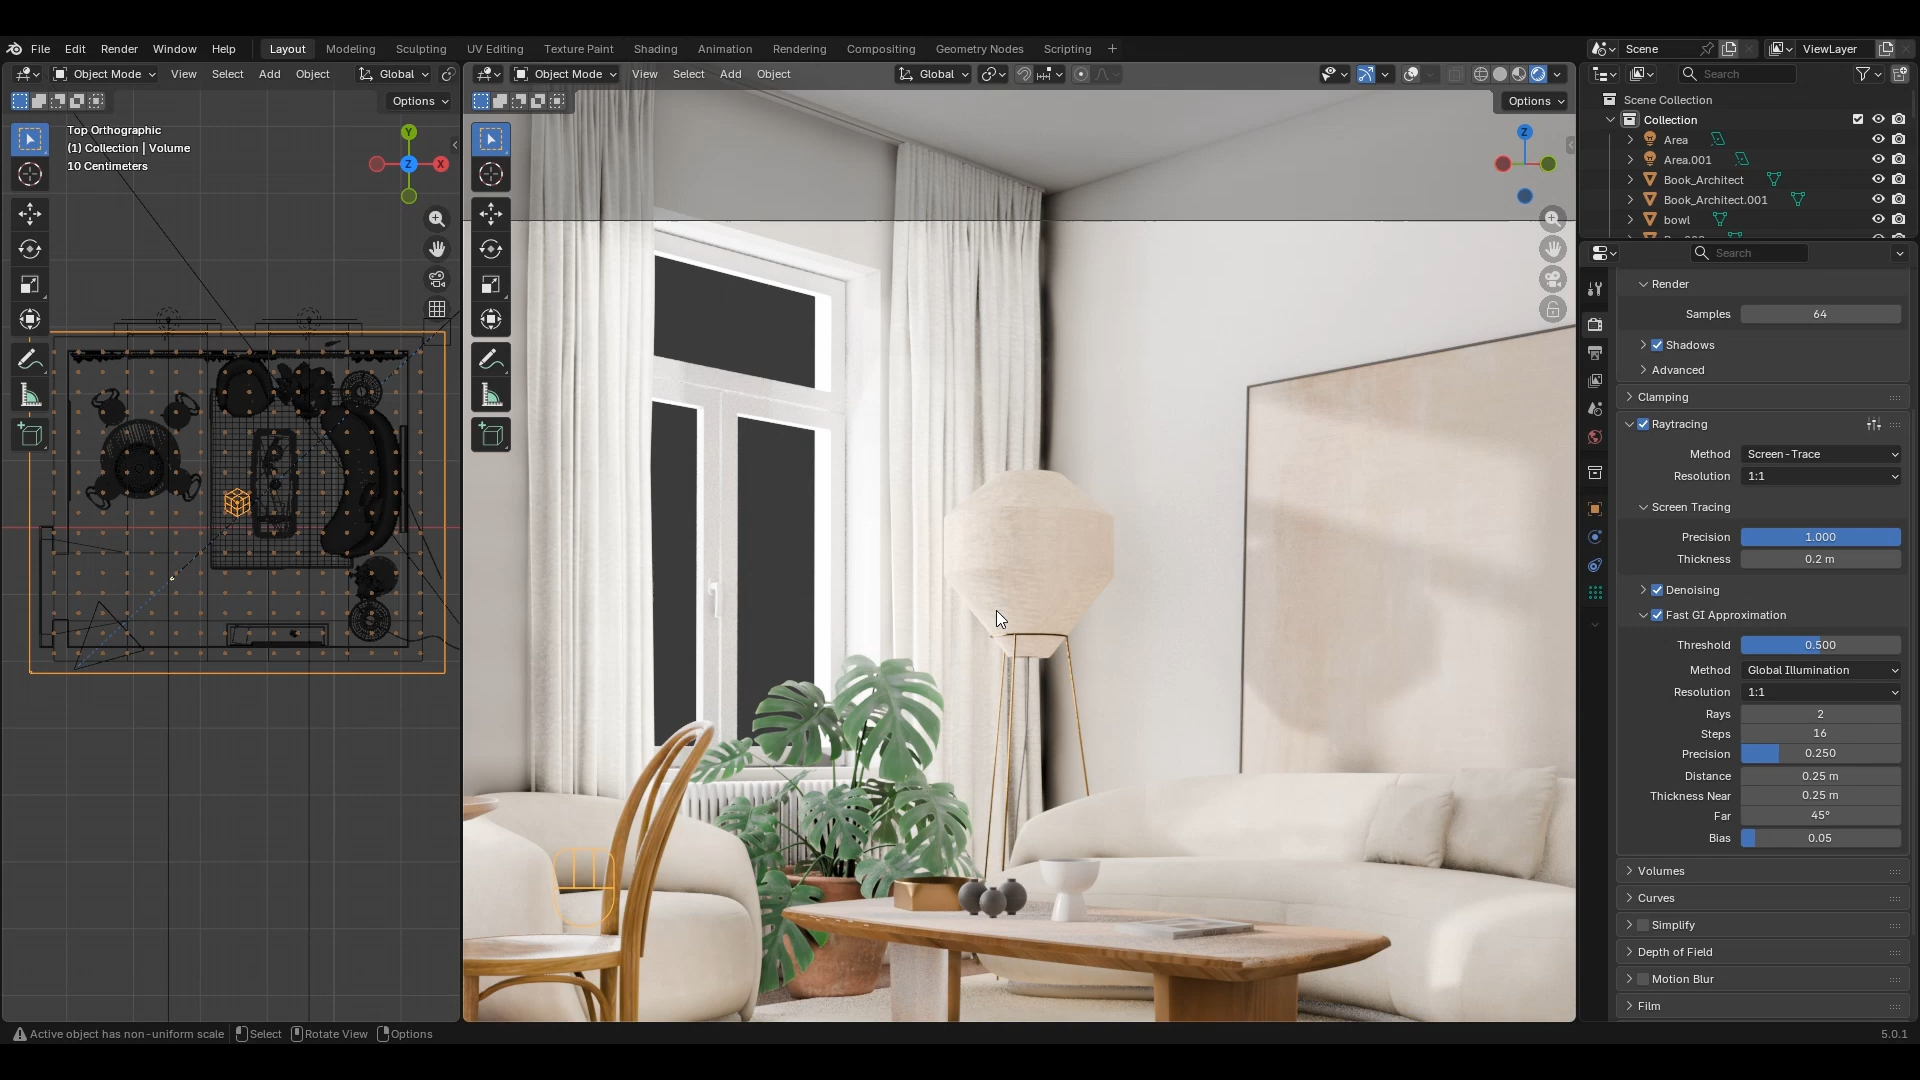 File Edit Render Window Help Layout Modeling Sculpting UV Editing Texture Paint Shading Animation Rendering Compositing Geometry Nodes Scripting + Scene ViewLayer
Object Mode View Select Add Object Global
Object Mode View Select Add Object Global
Search
Options
Options
Top Orthographic
(1) Collection | Volume
10 Centimeters
Y
Z
X
Z
Scene Collection
Collection
Area
Area.001
Book_Architect
Book_Architect.001
bowl
Search
Render
Samples 64
Shadows
Advanced
Clamping
Raytracing
Method Screen-Trace
Resolution 1:1
Screen Tracing
Precision 1.000
Thickness 0.2 m
Denoising
Fast GI Approximation
Threshold 0.500
Method Global Illumination
Resolution 1:1
Rays 2
Steps 16
Precision 0.250
Distance 0.25 m
Thickness Near 0.25 m
Far 45°
Bias 0.05
Volumes
Curves
Simplify
Depth of Field
Motion Blur
Film
Active object has non-uniform scale Select Rotate View Options 5.0.1